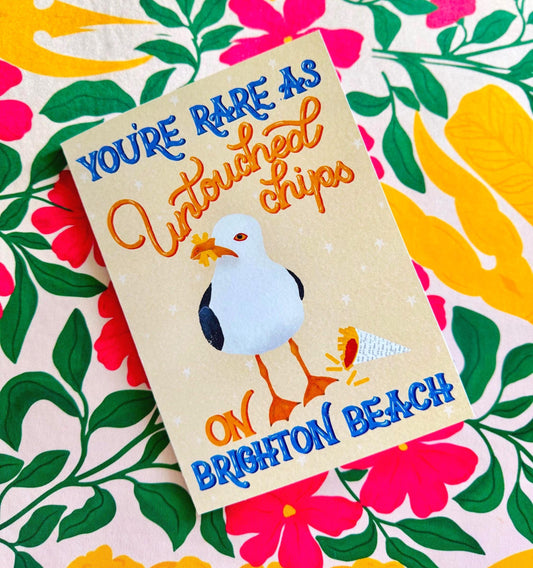 YOU'RE RARE AS
Untouched
chips
ON
BRIGHTON BEACH